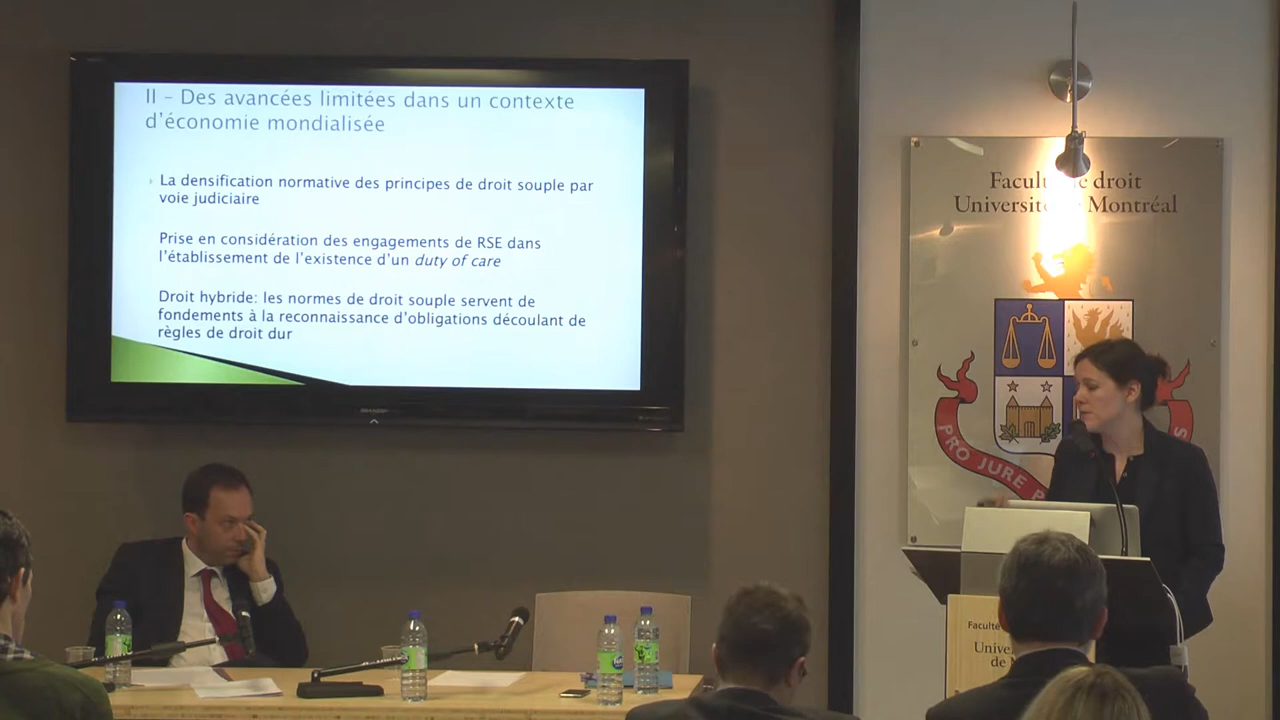 II – Des avancées limitées dans un contexte
d'économie mondialisée
La densification normative des principes de droit souple par
voie judiciaire
Prise en considération des engagements de RSE dans
l'établissement de l'existence d'un duty of care
Droit hybride: les normes de droit souple servent de
fondements à la reconnaissance d'obligations découlant de
règles de droit dur
SHARP
droit
Montréal
PRO JURE
Faculté
de